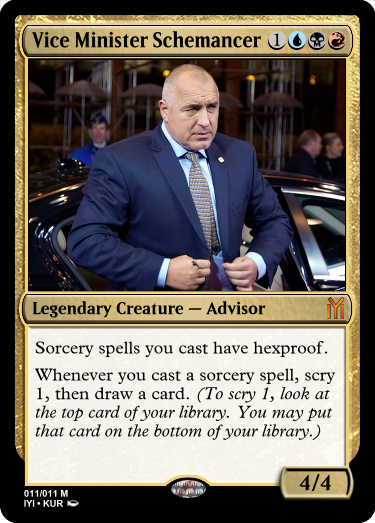 Vice Minister Schemancer 1
Legendary Creature — Advisor
Sorcery spells you cast have hexproof.
Whenever you cast a sorcery spell, scry
1, then draw a card. (To scry 1, look at
the top card of your library. You may put
that card on the bottom of your library.)
4/4
011/011 M
IYI • KUR